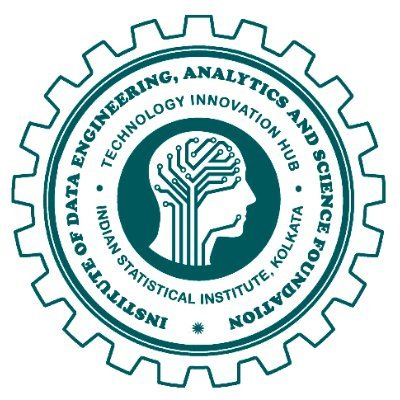 INSTITUTE OF DATA ENGINEERING, ANALYTICS AND SCIENCE FOUNDATION
TECHNOLOGY INNOVATION HUB
INDIAN STATISTICAL INSTITUTE, KOLKATA